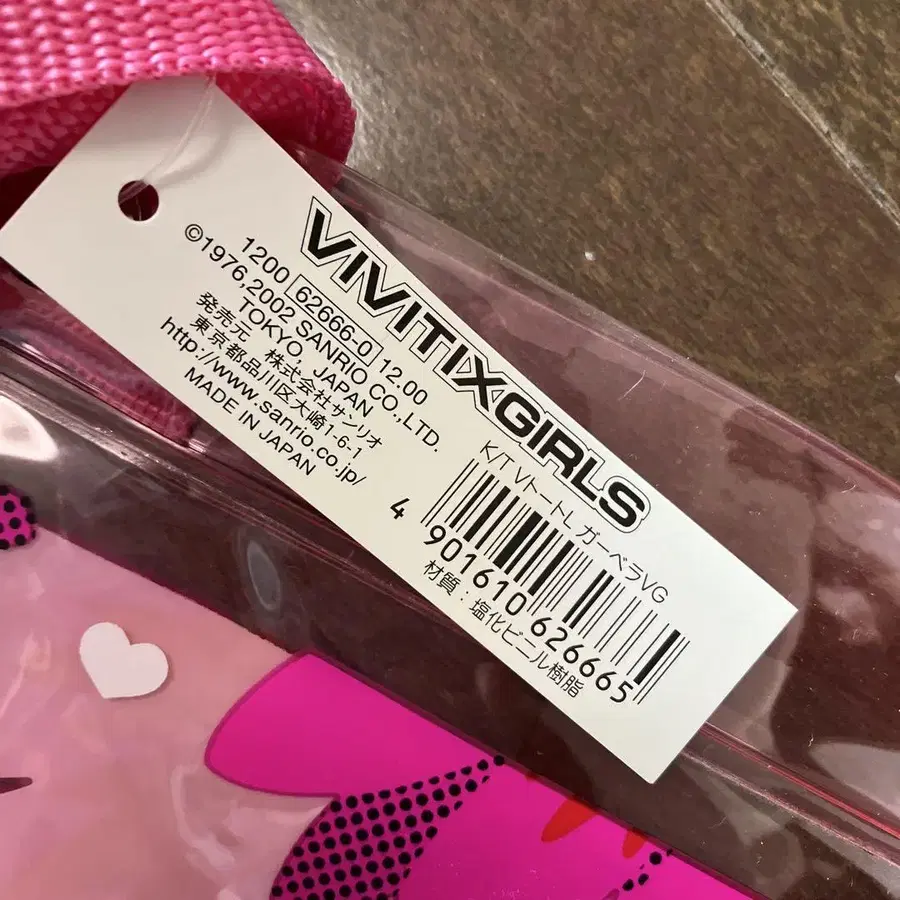 VIVITIXGIRLS
1200 62666-0 12.00
©1976,2002 SANRIO CO.,LTD.
TOKYO, JAPAN
発売元 株式会社サンリオ
東京都品川区大崎1-6-1
http://www.sanrio.co.jp/
MADE IN JAPAN
K/T VトートL ガーベラVG
4 901610 626665
材質：塩化ビニル樹脂